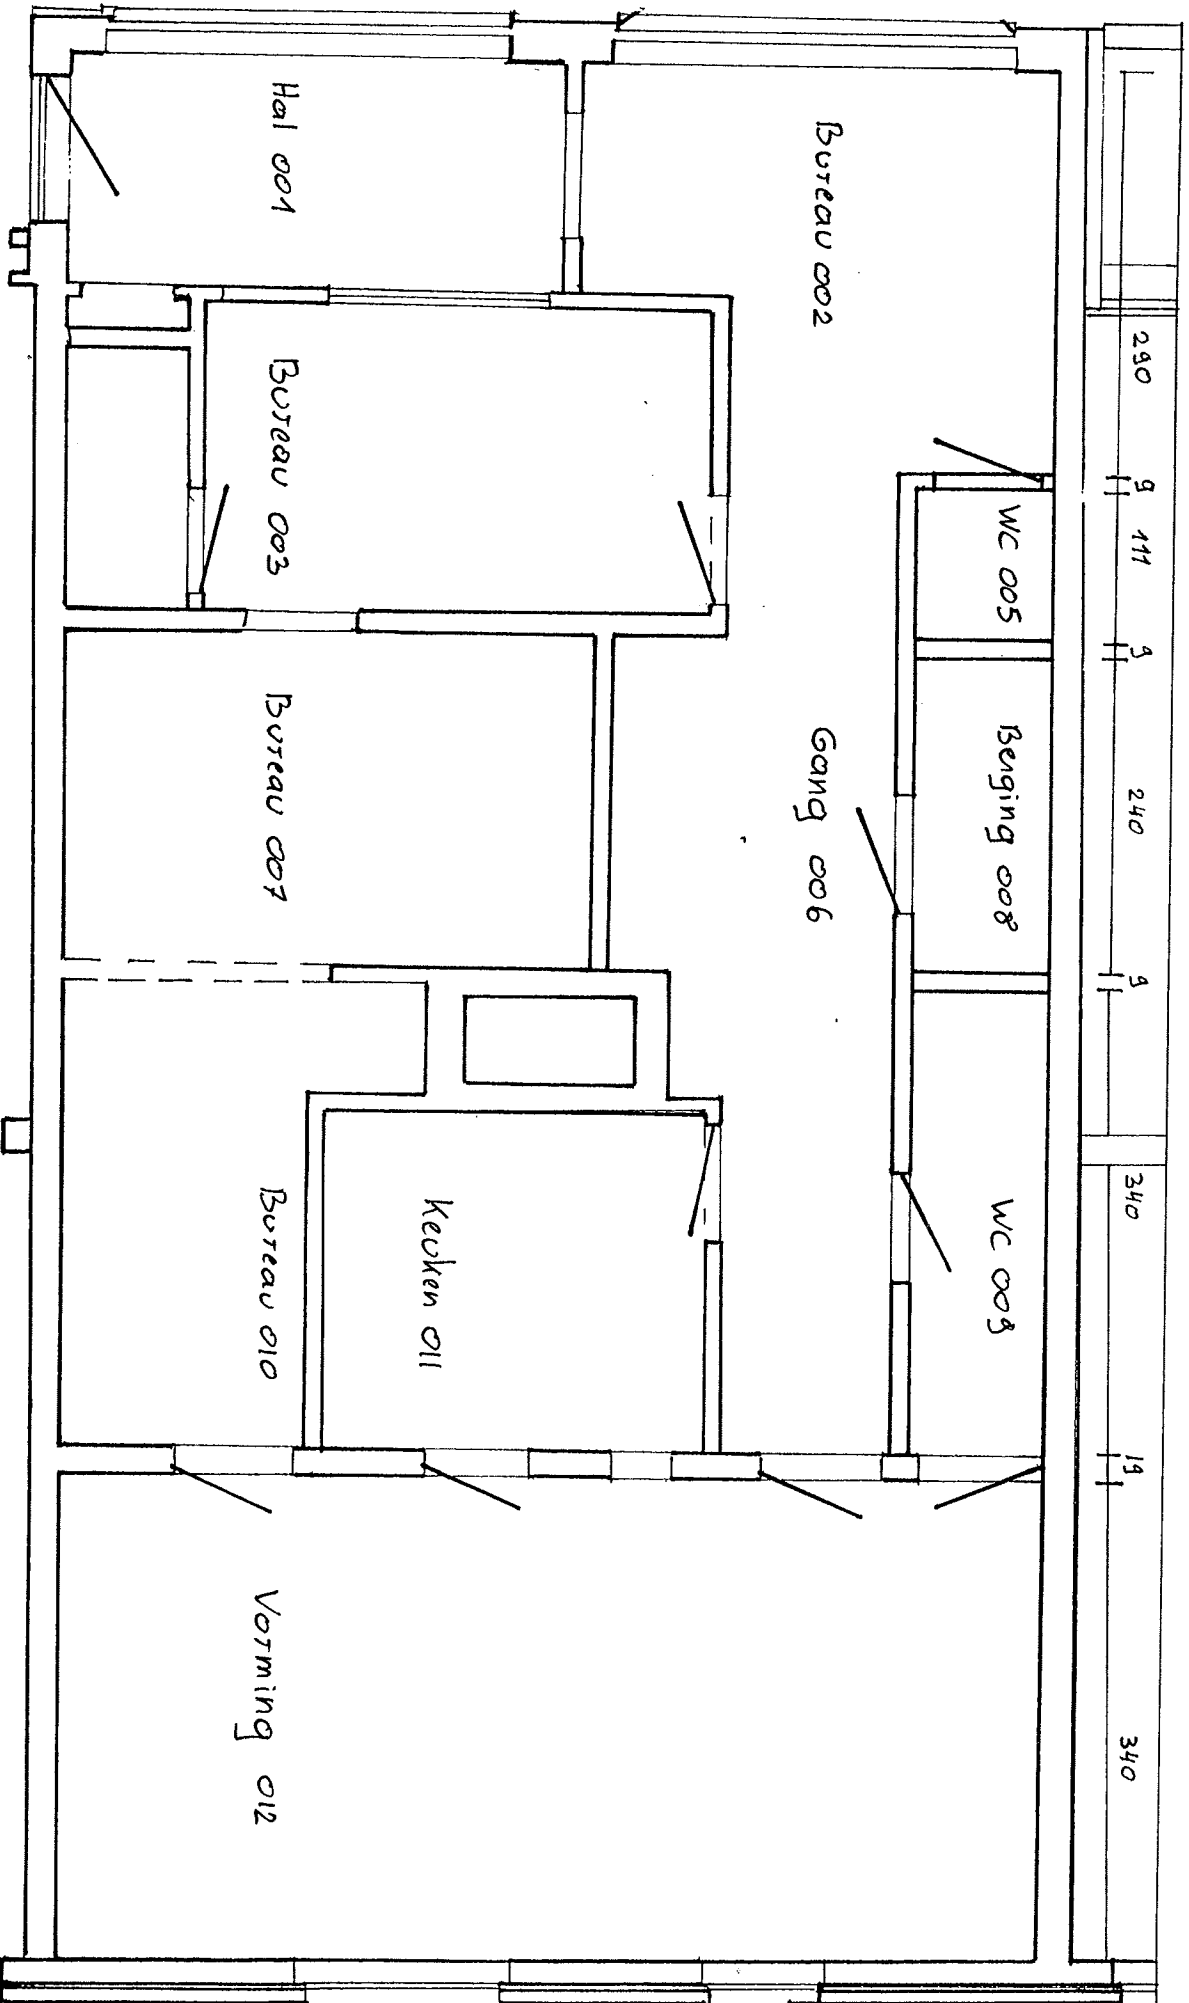 290
9
111
9
240
9
340
19
340
Bureau 002
WC 005
Berging 008
WC 009
Gang 006
Keuken 011
Hal 001
Bureau 003
Bureau 007
Bureau 010
Vorming 012